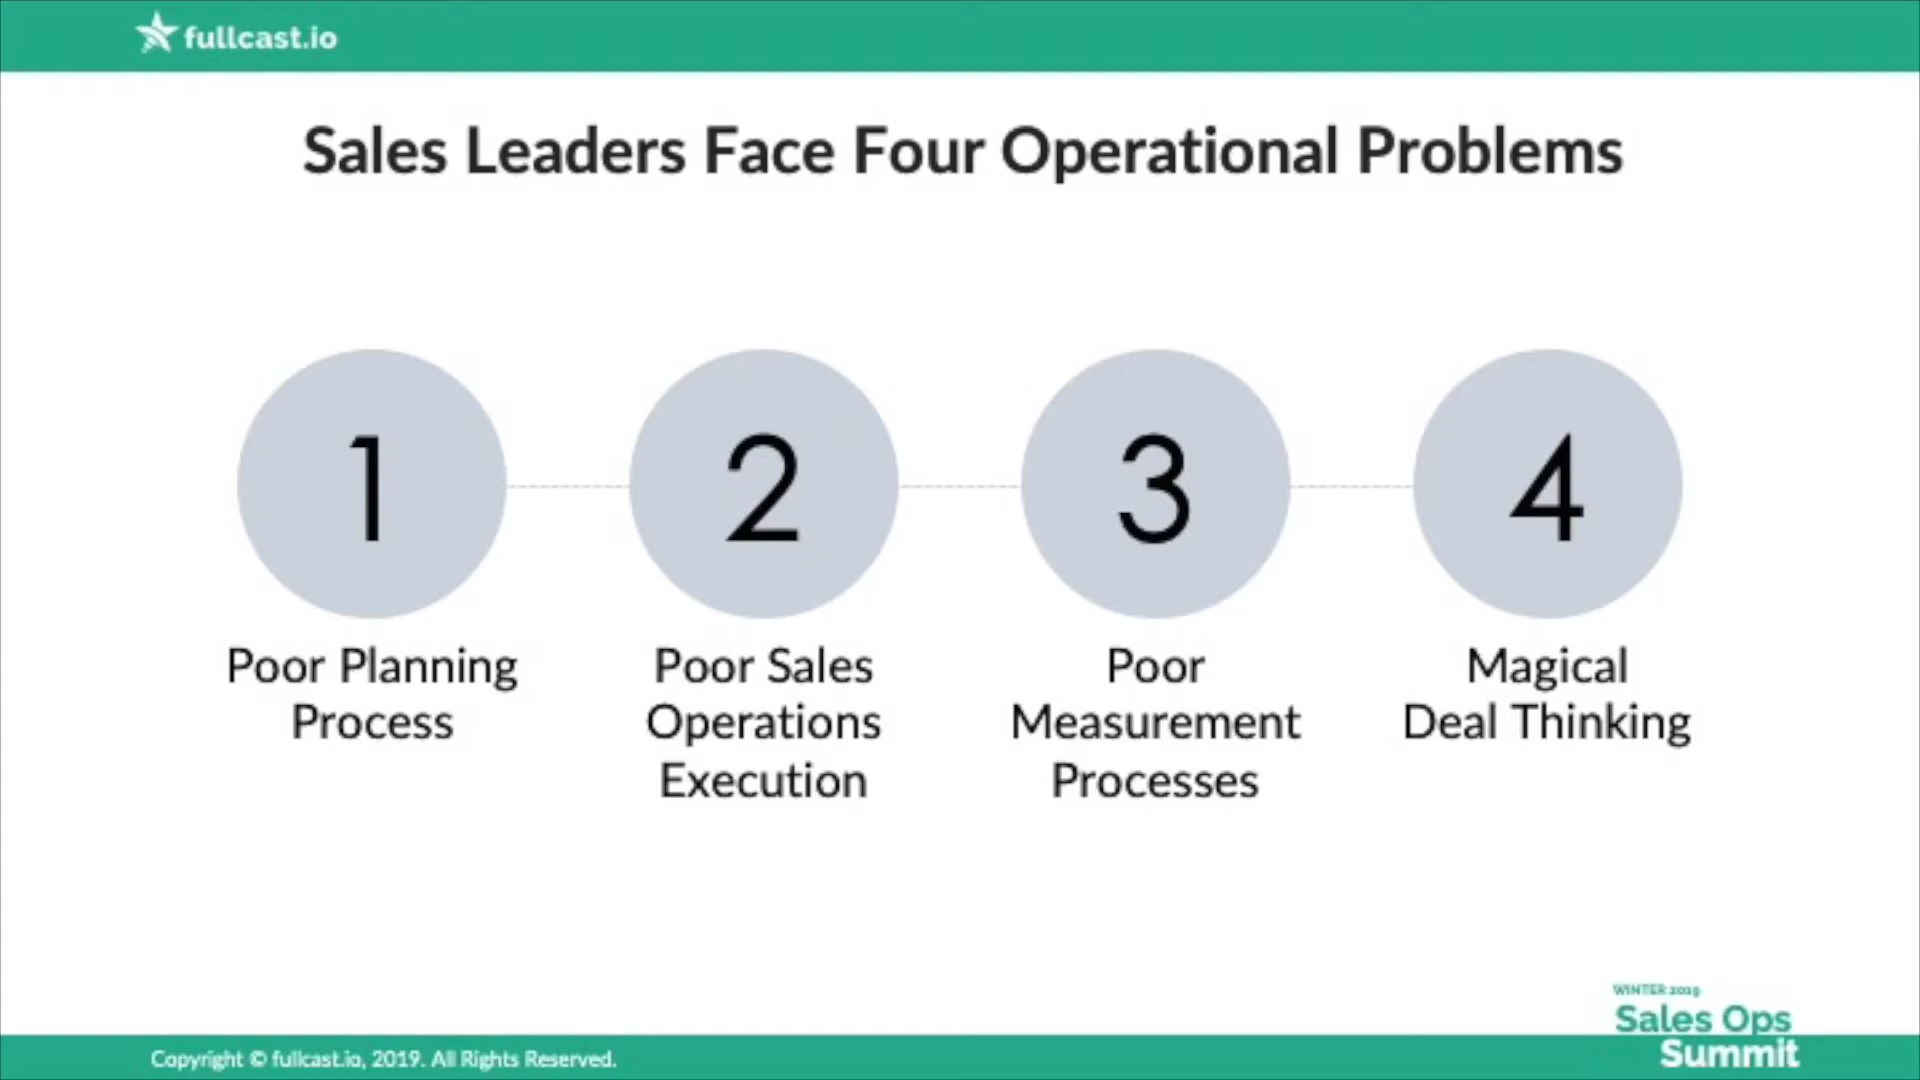 fullcast.io
Sales Leaders Face Four Operational Problems
1
Poor Planning
Process
2
Poor Sales
Operations
Execution
3
Poor
Measurement
Processes
4
Magical
Deal Thinking
WINTER 2019
Sales Ops
Summit
Copyright © fullcast.io, 2019. All Rights Reserved.